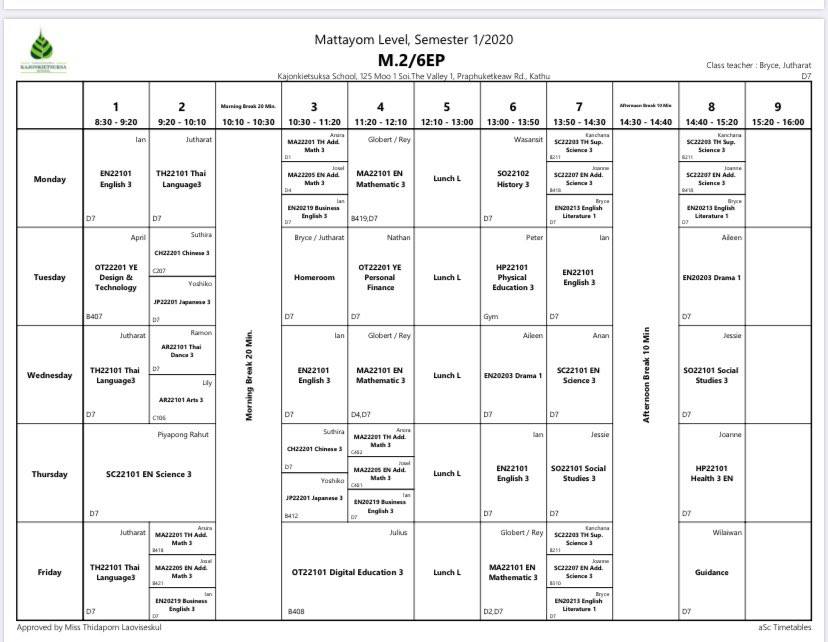 Mattayom Level, Semester 1/2020
M.2/6EP
KAJONKIETSUKSA
Kajonkietsuksa School, 125 Moo 1 Soi.The Valley 1, Praphuketkeaw Rd., Kathu
Class teacher : Bryce, Jutharat
D7
1
8:30 - 9:20
2
9:20 - 10:10
Morning Break 20 Min.
10:10 - 10:30
3
10:30 - 11:20
4
11:20 - 12:10
5
12:10 - 13:00
6
13:00 - 13:50
7
13:50 - 14:30
Afternoon Break 10 Min
14:30 - 14:40
8
14:40 - 15:20
9
15:20 - 16:00
Monday
Ian
EN22101
English 3
D7
Jutharat
TH22101 Thai
Language3
D7
Anura
MA22201 TH Add.
Math 3
D1
Josel
MA22205 EN Add.
Math 3
D4
Ian
EN20219 Business
English 3
D7
Globert / Rey
MA22101 EN
Mathematic 3
B419,D7
Lunch L
Wasansit
SO22102
History 3
D7
Kanchana
SC22203 TH Sup.
Science 3
B211
Joanne
SC22207 EN Add.
Science 3
B418
Bryce
EN20213 English
Literature 1
D7
Kanchana
SC22203 TH Sup.
Science 3
B211
Joanne
SC22207 EN Add.
Science 3
B418
Bryce
EN20213 English
Literature 1
D7
Tuesday
April
OT22201 YE
Design &
Technology
B407
Suthira
CH22201 Chinese 3
C207
Yoshiko
JP22201 Japanese 3
D7
Bryce / Jutharat
Homeroom
D7
Nathan
OT22201 YE
Personal
Finance
D7
Lunch L
Peter
HP22101
Physical
Education 3
Gym
Ian
EN22101
English 3
D7
Aileen
EN20203 Drama 1
D7
Morning Break 20 Min.
Afternoon Break 10 Min
Wednesday
Jutharat
TH22101 Thai
Language3
D7
Ramon
AR22101 Thai
Dance 3
D7
Lily
AR22101 Arts 3
C106
Ian
EN22101
English 3
D7
Globert / Rey
MA22101 EN
Mathematic 3
D4,D7
Lunch L
Aileen
EN20203 Drama 1
D7
Anan
SC22101 EN
Science 3
D7
Jessie
SO22101 Social
Studies 3
D7
Thursday
Piyapong Rahut
SC22101 EN Science 3
D7
Suthira
CH22201 Chinese 3
D7
Yoshiko
JP22201 Japanese 3
B412
Anura
MA22201 TH Add.
Math 3
Josel
MA22205 EN Add.
Math 3
Ian
EN20219 Business
English 3
D7
Lunch L
Ian
EN22101
English 3
D7
Jessie
SO22101 Social
Studies 3
D7
Joanne
HP22101
Health 3 EN
D7
Friday
Jutharat
TH22101 Thai
Language3
D7
Anura
MA22201 TH Add.
Math 3
B418
Josel
MA22205 EN Add.
Math 3
B421
Ian
EN20219 Business
English 3
D7
Julius
OT22101 Digital Education 3
B408
Lunch L
Globert / Rey
MA22101 EN
Mathematic 3
D2,D7
Kanchana
SC22203 TH Sup.
Science 3
B211
Joanne
SC22207 EN Add.
Science 3
B310
Bryce
EN20213 English
Literature 1
D7
Wilaiwan
Guidance
D7
Approved by Miss Thidaporn Laoviseskul
aSc Timetables